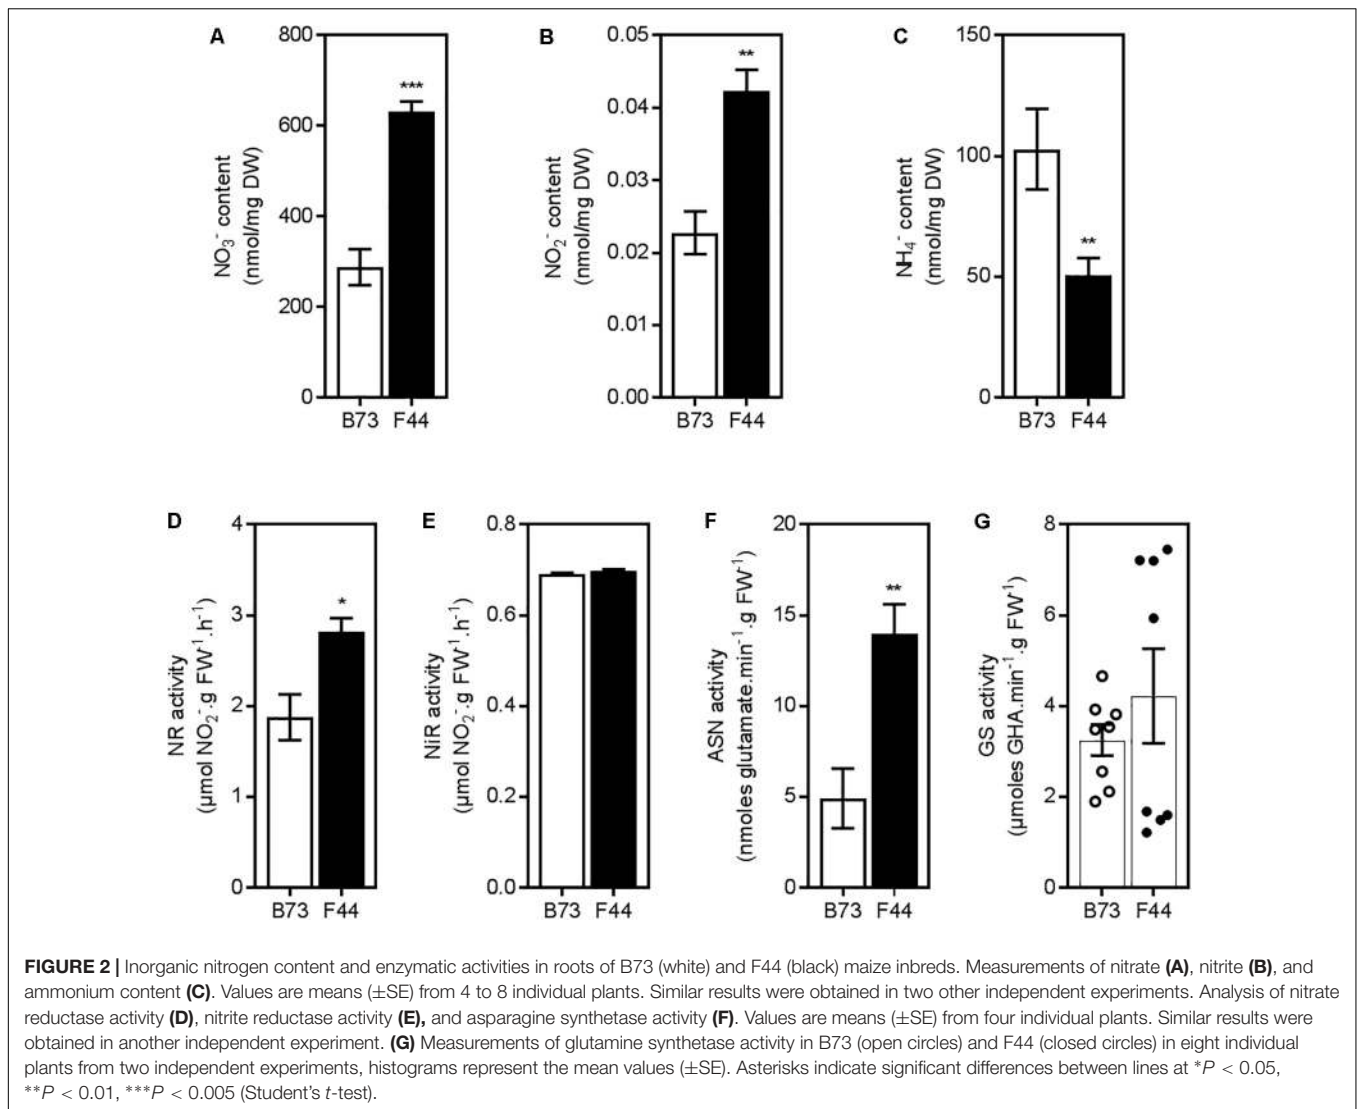 A
800
600
400
200
0
NO3- content
(nmol/mg DW)
***
B73 F44
B
0.05
0.04
0.03
0.02
0.01
0.00
NO2- content
(nmol/mg DW)
**
B73 F44
C
150
100
50
0
NH4- content
(nmol/mg DW)
**
B73 F44
D
4
3
2
1
0
NR activity
(µmol NO2-.g FW-1.h-1)
*
B73 F44
E
0.8
0.6
0.4
0.2
0.0
NiR activity
(µmol NO2-.g FW-1.h-1)
B73 F44
F
20
15
10
5
0
ASN activity
(nmoles glutamate.min-1.g FW-1)
**
B73 F44
G
8
6
4
2
0
GS activity
(µmoles GHA.min-1.g FW-1)
B73 F44
FIGURE 2 | Inorganic nitrogen content and enzymatic activities in roots of B73 (white) and F44 (black) maize inbreds. Measurements of nitrate (A), nitrite (B), and
ammonium content (C). Values are means (±SE) from 4 to 8 individual plants. Similar results were obtained in two other independent experiments. Analysis of nitrate
reductase activity (D), nitrite reductase activity (E), and asparagine synthetase activity (F). Values are means (±SE) from four individual plants. Similar results were
obtained in another independent experiment. (G) Measurements of glutamine synthetase activity in B73 (open circles) and F44 (closed circles) in eight individual
plants from two independent experiments, histograms represent the mean values (±SE). Asterisks indicate significant differences between lines at *P < 0.05,
**P < 0.01, ***P < 0.005 (Student's t-test).